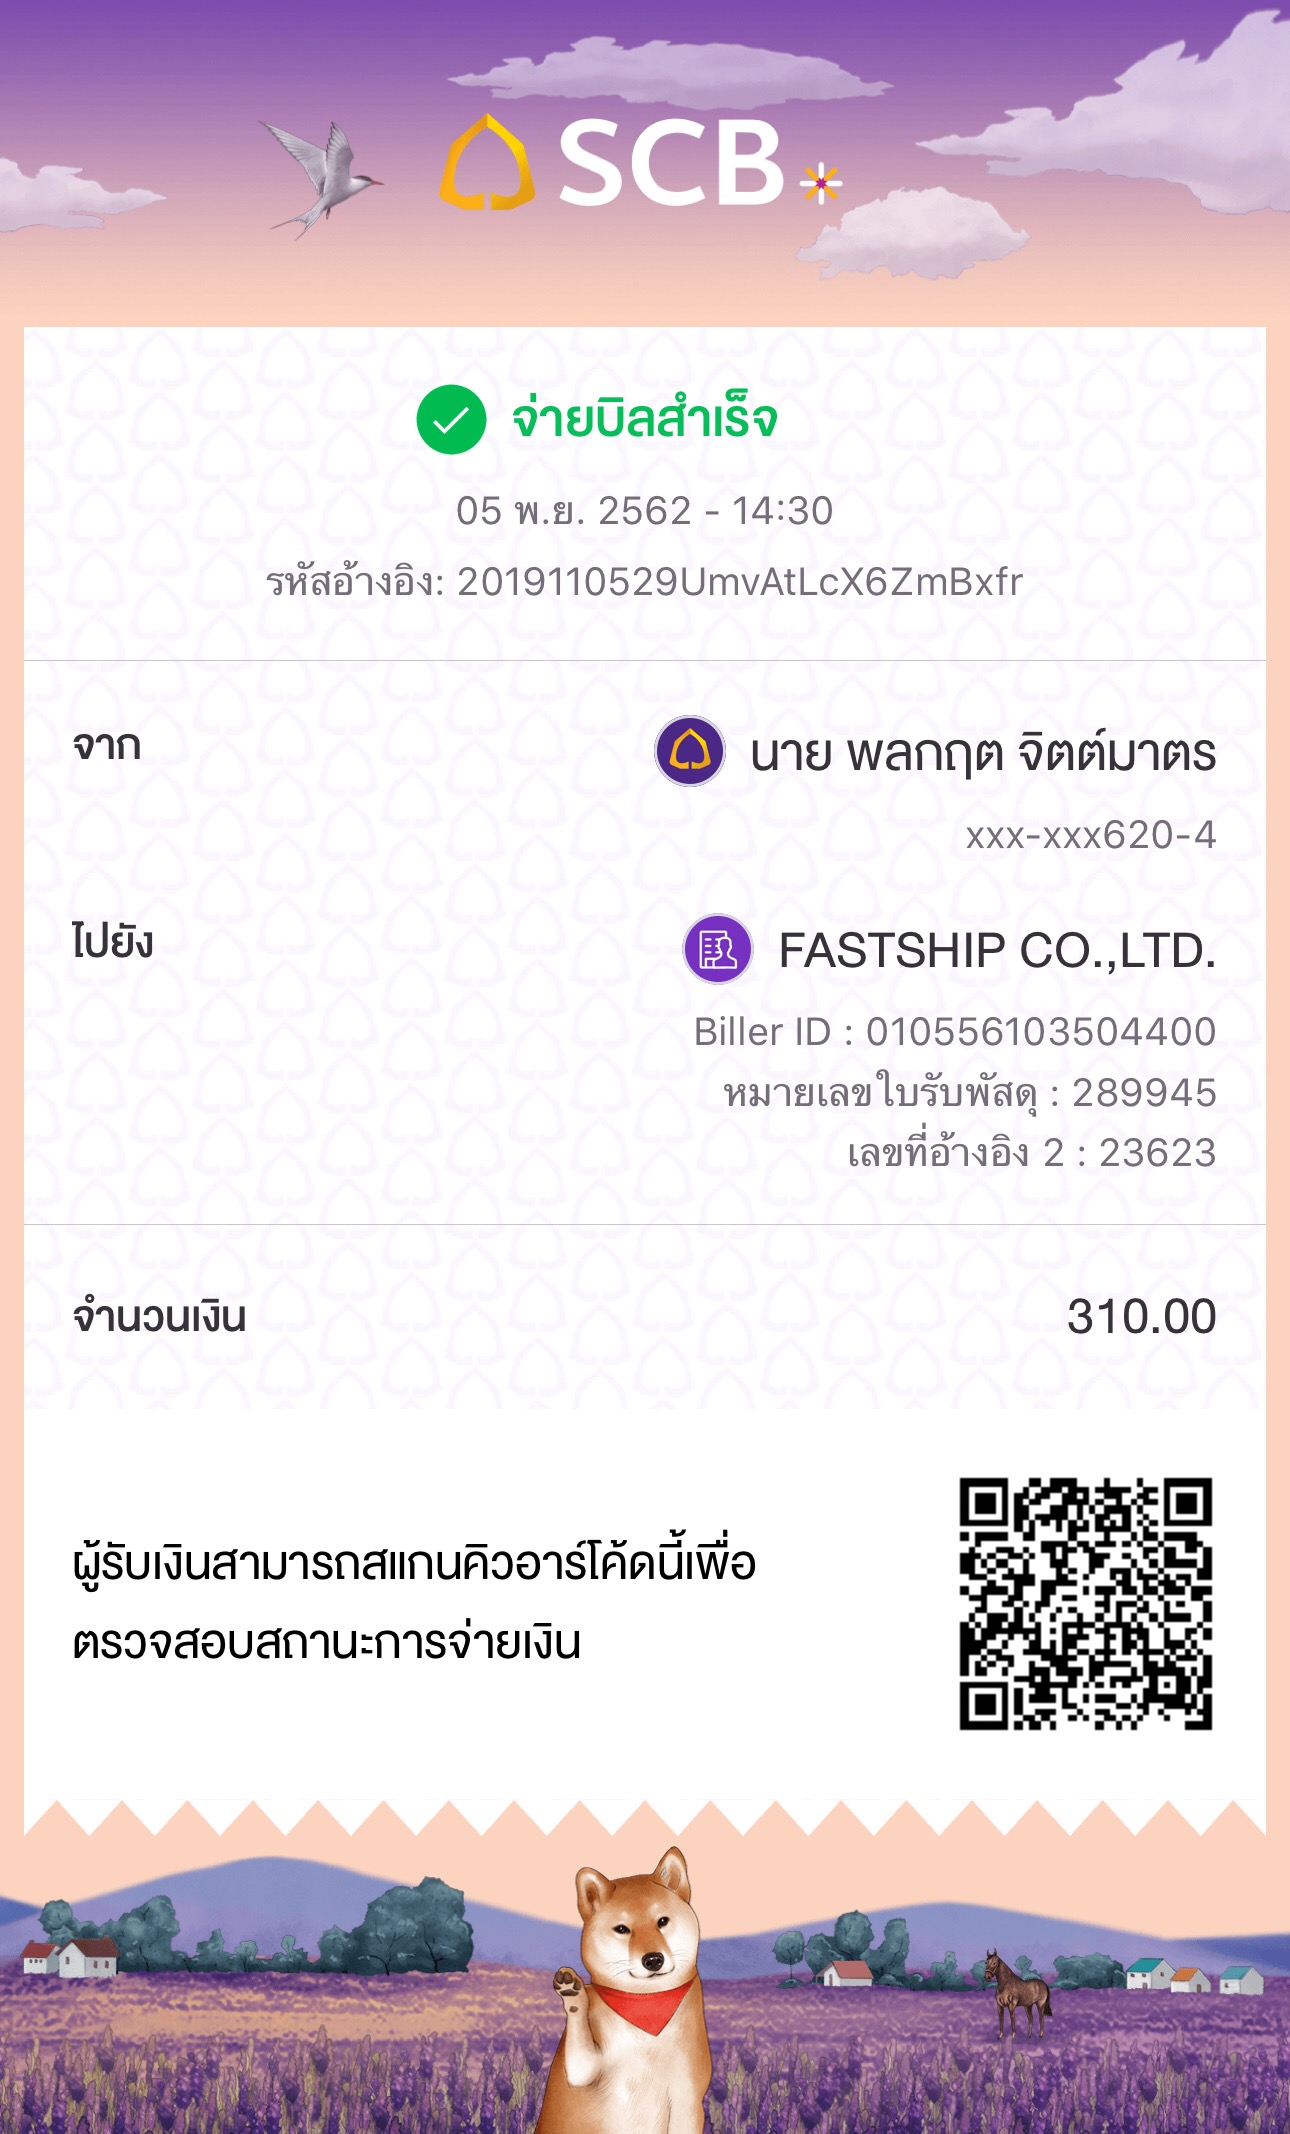 SCB
จ่ายบิลสำเร็จ
05 พ.ย. 2562 - 14:30
รหัสอ้างอิง: 2019110529UmvAtLcX6ZmBxfr
จาก
นาย พลกฤต จิตต์มาตร
xxx-xxx620-4
ไปยัง
FASTSHIP CO.,LTD.
Biller ID : 010556103504400
หมายเลขใบรับพัสดุ : 289945
เลขที่อ้างอิง 2 : 23623
จำนวนเงิน
310.00
ผู้รับเงินสามารถสแกนคิวอาร์โค้ดนี้เพื่อ
ตรวจสอบสถานะการจ่ายเงิน